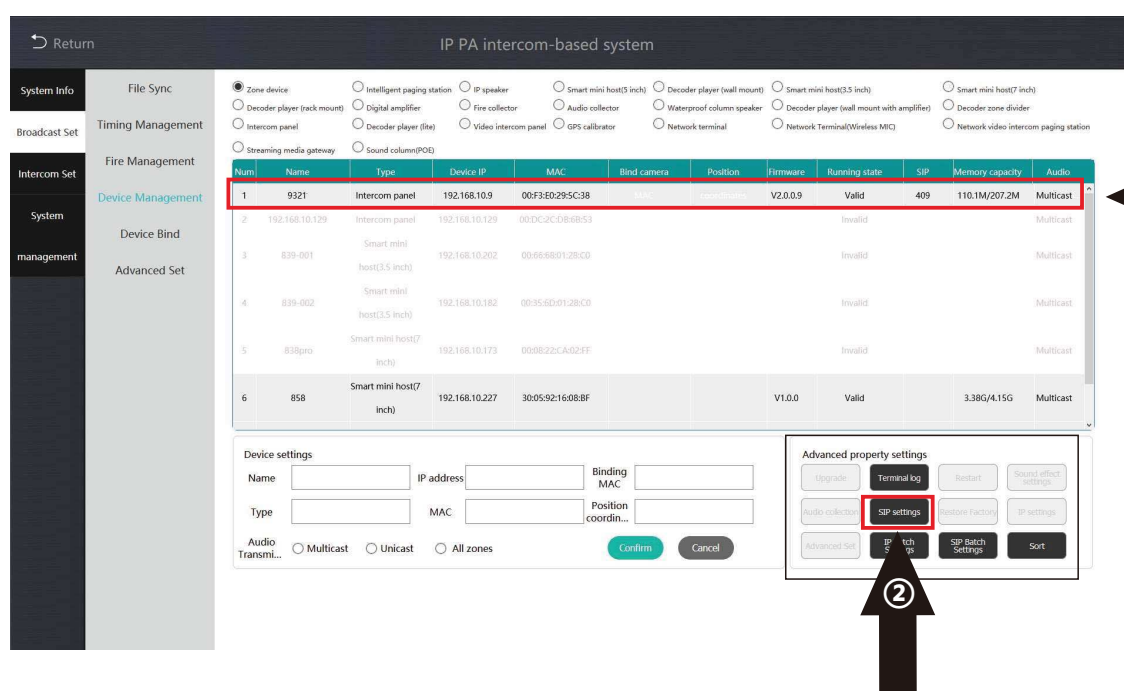 Return
IP PA intercom-based system
System Info
Broadcast Set
Intercom Set
System
management
File Sync
Timing Management
Fire Management
Device Management
Device Bind
Advanced Set
Zone device Intelligent paging station IP speaker Smart mini host(5 inch) Decoder player (wall mount) Smart mini host(3.5 inch) Smart mini host(7 inch)
Decoder player (rack mount) Digital amplifier Fire collector Audio collector Waterproof column speaker Decoder player (wall mount with amplifier) Decoder zone divider
Intercom panel Decoder player (lite) Video intercom panel GPS calibrator Network terminal Network Terminal(Wireless MIC) Network video intercom paging station
Streaming media gateway Sound column(POE)
Num Name Type Device IP MAC Bind camera Position Firmware Running state SIP Memory capacity Audio
1 9321 Intercom panel 192.168.10.9 00:F3:E0:29:5C:38 MAC coordinates V2.0.0.9 Valid 409 110.1M/207.2M Multicast
2 192.168.10.129 Intercom panel 192.168.10.129 00:DC:2C:DB:6B:53 Invalid Multicast
3 839-001 Smart mini host(3.5 inch) 192.168.10.202 00:66:68:01:28:C0 Invalid Multicast
4 839-002 Smart mini host(3.5 inch) 192.168.10.182 00:35:6D:01:28:C0 Invalid Multicast
5 838pro Smart mini host(7 inch) 192.168.10.173 00:08:22:CA:02:FF Invalid Multicast
6 858 Smart mini host(7 inch) 192.168.10.227 30:05:92:16:08:BF V1.0.0 Valid 3.38G/4.15G Multicast
Device settings
Name IP address Binding MAC
Type MAC Position coordin...
Audio Transmi... Multicast Unicast All zones Confirm Cancel
Advanced property settings
Upgrade Terminal log Restart Sound effect settings
Audio collection SIP settings Restore Factory IP settings
Advanced Set SIP Batch Settings Sort
②